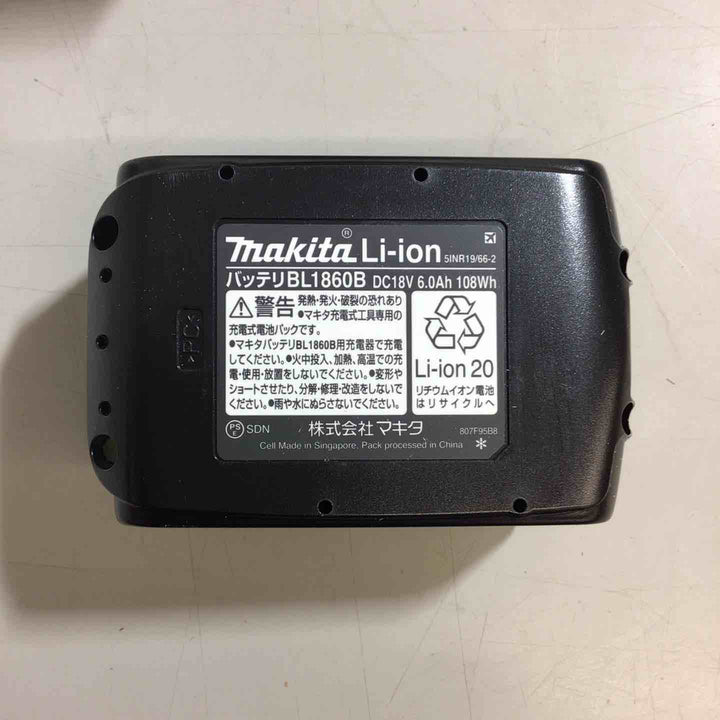 makita® Li-ion 5INR19/66-2
バッテリBL1860B DC18V 6.0Ah 108Wh
警告 発熱・発火・破裂の恐れあり
●マキタ充電式工具専用の
充電式電池パックです。
●マキタバッテリBL1860B用充電器で充電
してください。●火中投入、加熱、高温での充
電・使用・放置をしないでください。●変形や
ショートさせたり、分解・修理・改造をしないで
ください。●雨や水にぬらさないでください。
Li-ion 20
リチウムイオン電池
はリサイクルへ
PSE SDN 株式会社マキタ 807F95B8
Cell Made in Singapore. Pack processed in China *
>PC<